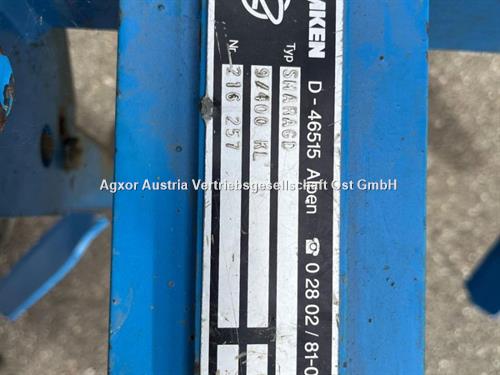 MKEN
D-46515 Alpen ☎ 0 28 02 / 81-0
Typ SMARAGD
9/400 KL
Nr. 216 257
Agxor Austria Vertriebsgesellschaft Ost GmbH